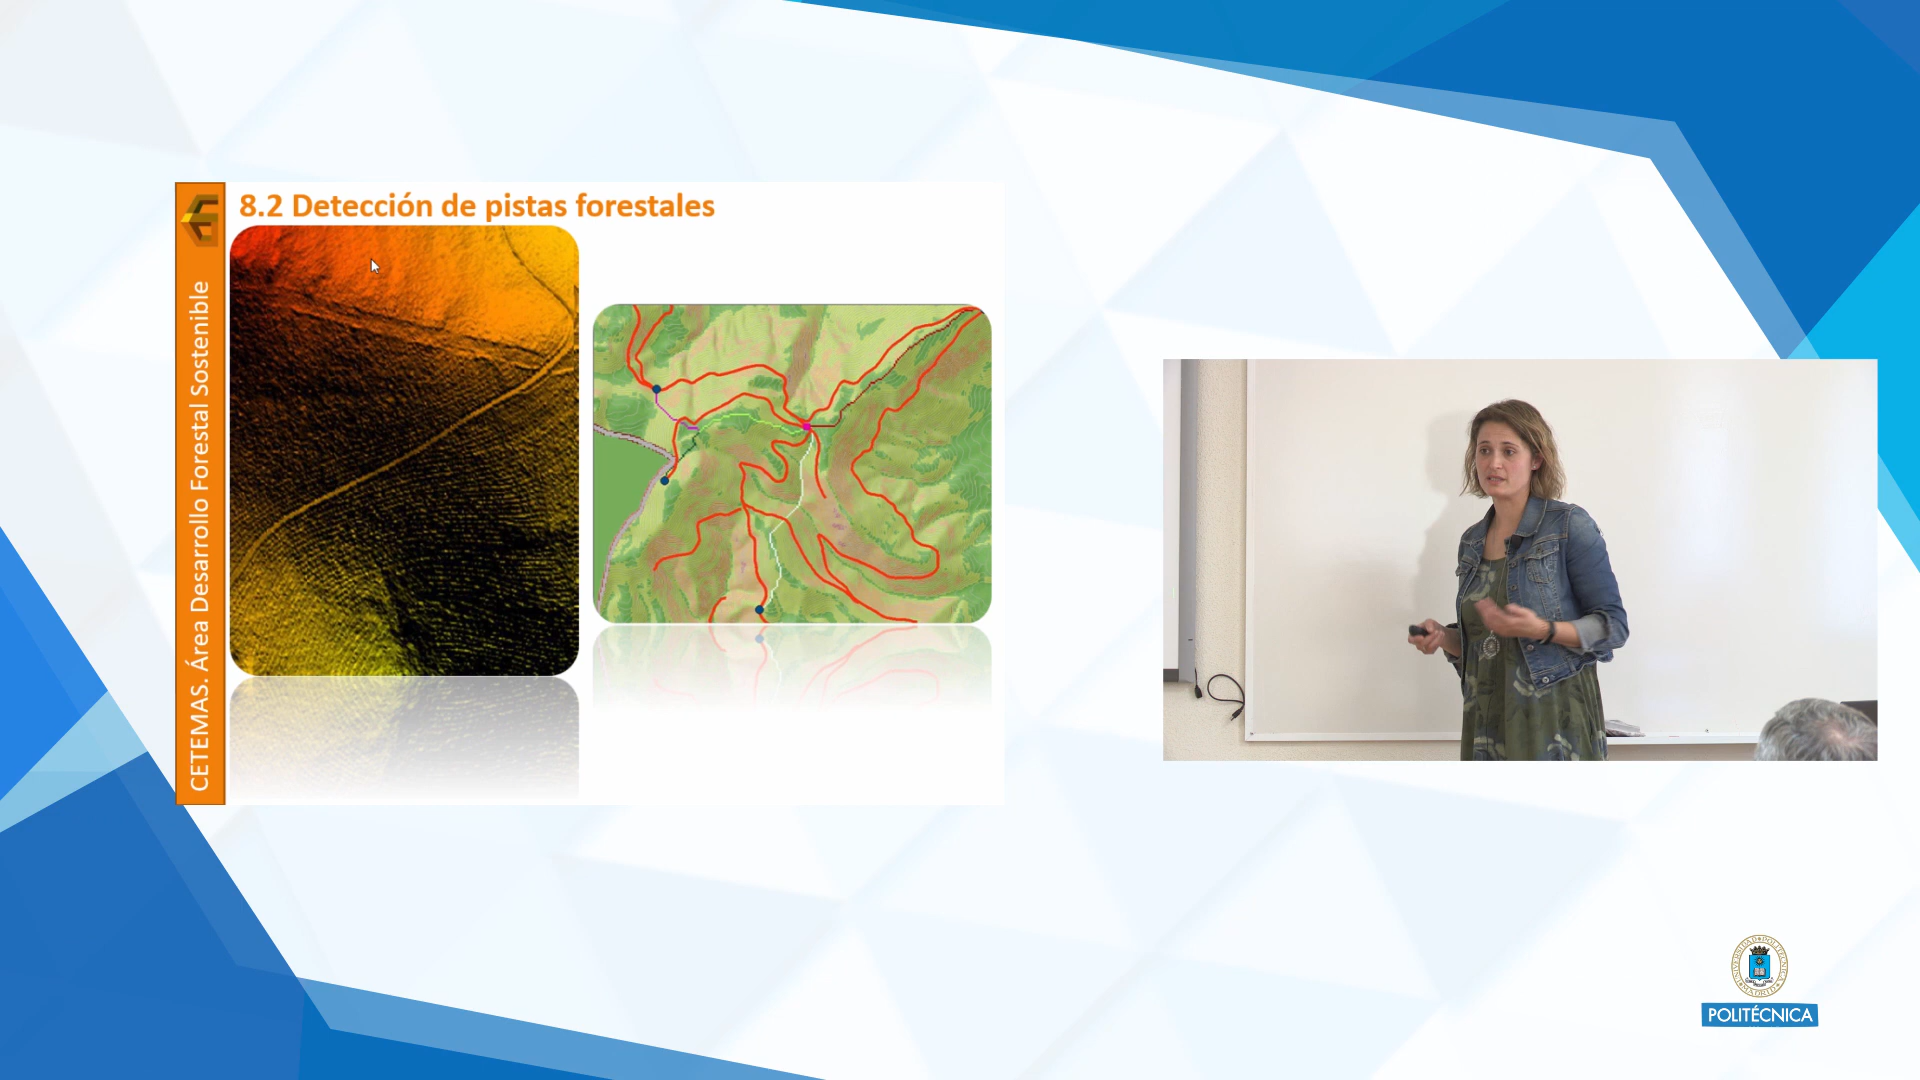 8.2 Detección de pistas forestales
CETEMAS. Área Desarrollo Forestal Sostenible
POLITÉCNICA